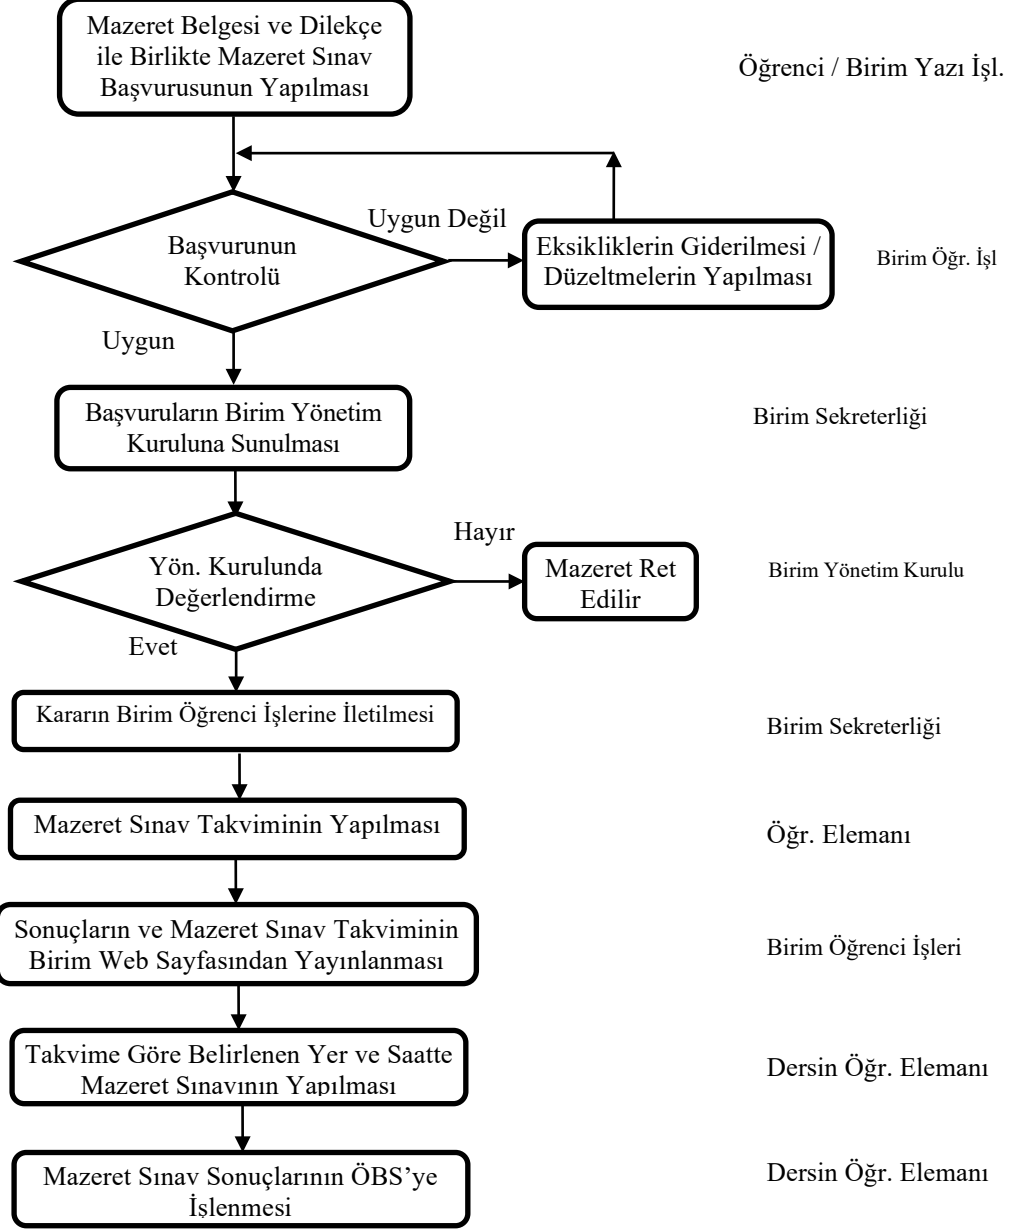 Mazeret Belgesi ve Dilekçe
ile Birlikte Mazeret Sınav
Başvurusunun Yapılması
Öğrenci / Birim Yazı İşl.
Uygun Değil
Başvurunun
Kontrolü
Eksikliklerin Giderilmesi /
Düzeltmelerin Yapılması
Birim Öğr. İşl
Uygun
Başvuruların Birim Yönetim
Kuruluna Sunulması
Birim Sekreterliği
Hayır
Yön. Kurulunda
Değerlendirme
Mazeret Ret
Edilir
Birim Yönetim Kurulu
Evet
Kararın Birim Öğrenci İşlerine İletilmesi
Birim Sekreterliği
Mazeret Sınav Takviminin Yapılması
Öğr. Elemanı
Sonuçların ve Mazeret Sınav Takviminin
Birim Web Sayfasından Yayınlanması
Birim Öğrenci İşleri
Takvime Göre Belirlenen Yer ve Saatte
Mazeret Sınavının Yapılması
Dersin Öğr. Elemanı
Mazeret Sınav Sonuçlarının ÖBS’ye
İşlenmesi
Dersin Öğr. Elemanı